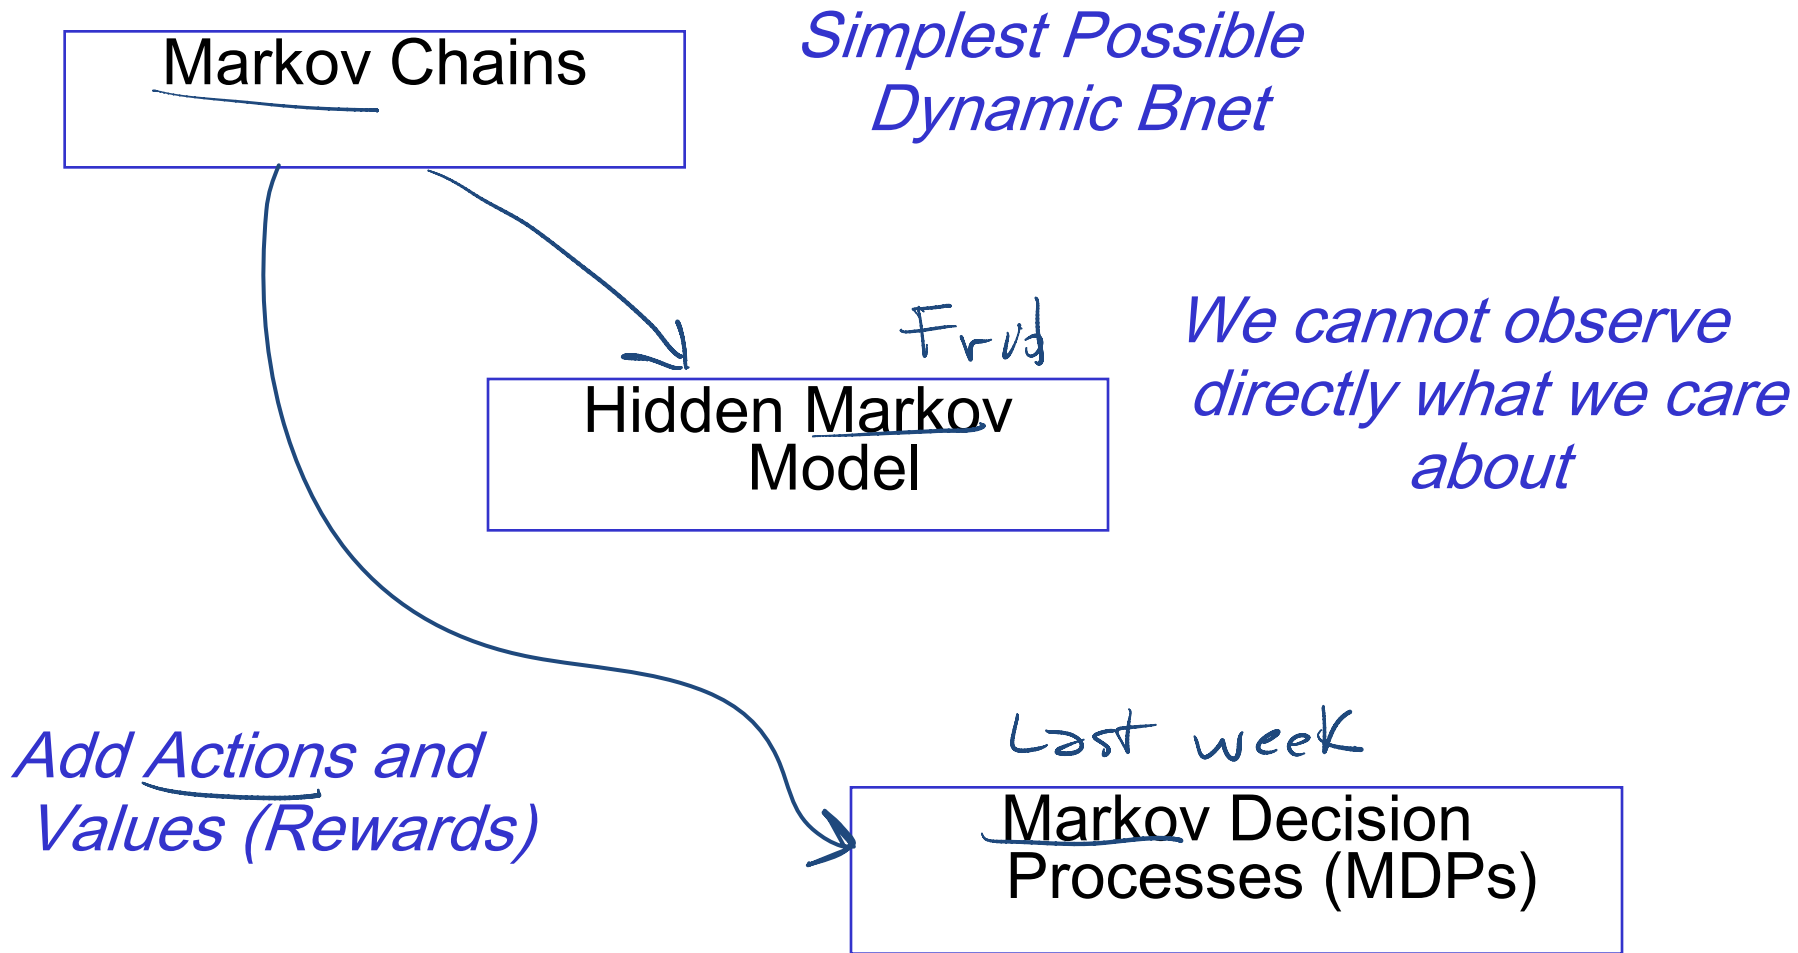 Markov Chains
Simplest Possible
Dynamic Bnet
We cannot observe
directly what we care
about
Hidden Markov
Model
Last week
Add Actions and
Values (Rewards)
Markov Decision
Processes (MDPs)